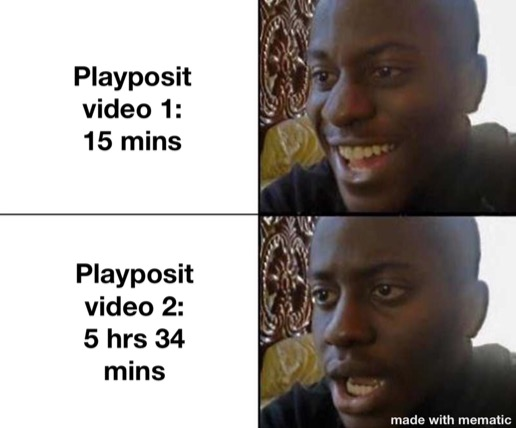 Playposit
video 1:
15 mins
Playposit
video 2:
5 hrs 34
mins
made with mematic